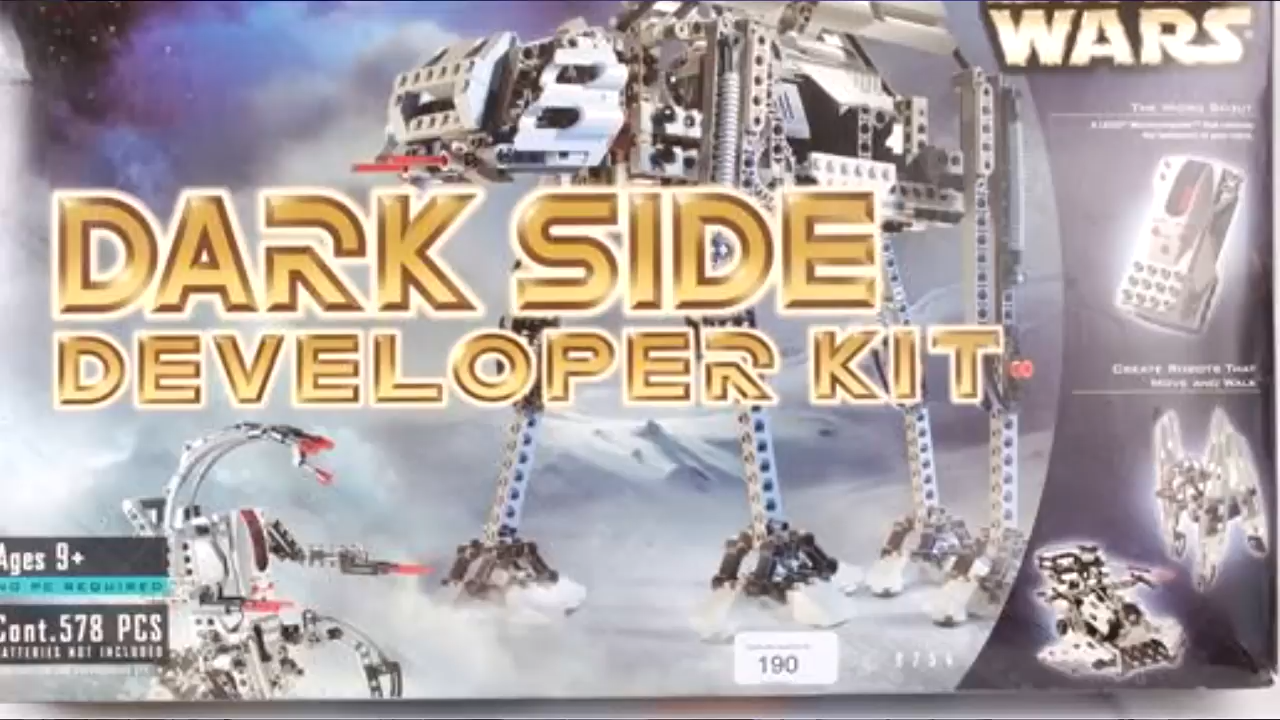 WARS
THE MICRO SCOUT
DARK SIDE
DEVELOPER KIT
CREATE ROBOTS THAT
MOVE AND WALK
Ages 9+
NO PC REQUIRED
Cont.578 PCS
BATTERIES NOT INCLUDED
190
9754